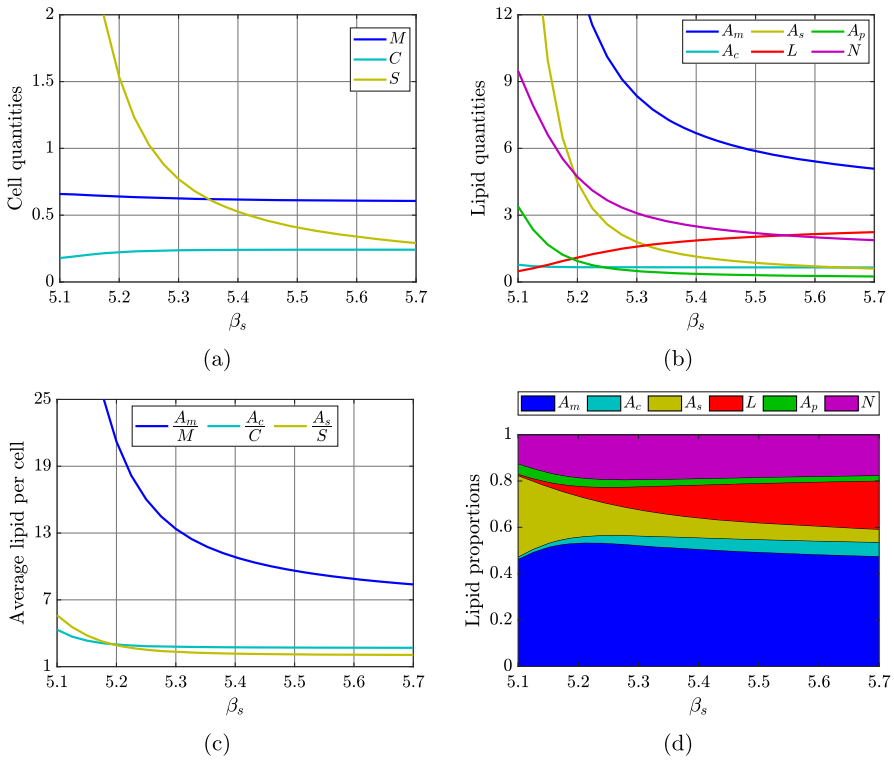 2
1.5
1
0.5
0
Cell quantities
M
C
S
5.1 5.2 5.3 5.4 5.5 5.6 5.7
βs
(a)
12
9
6
3
0
Lipid quantities
Am As Ap
Ac L N
5.1 5.2 5.3 5.4 5.5 5.6 5.7
βs
(b)
25
19
13
7
1
Average lipid per cell
Am/M Ac/C As/S
5.1 5.2 5.3 5.4 5.5 5.6 5.7
βs
(c)
Am Ac As L Ap N
1
0.8
0.6
0.4
0.2
0
Lipid proportions
5.1 5.2 5.3 5.4 5.5 5.6 5.7
βs
(d)